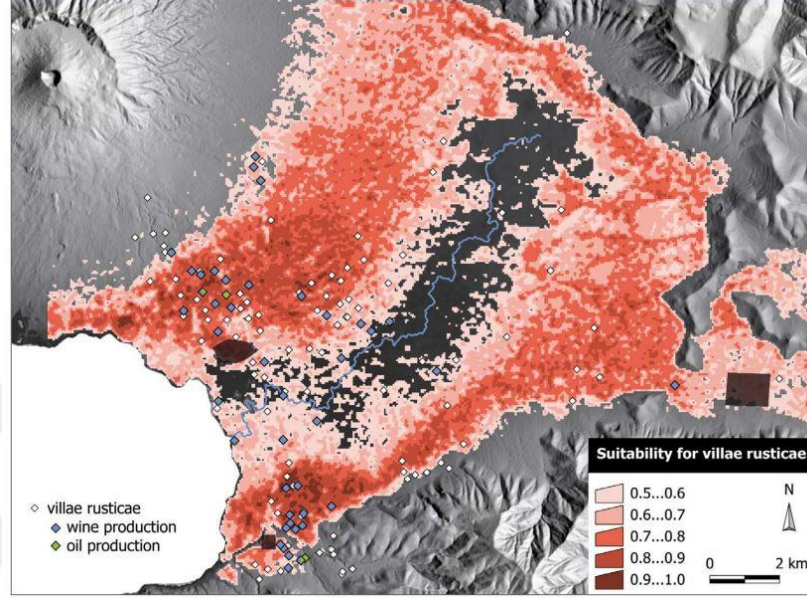 villae rusticae
wine production
oil production
Suitability for villae rusticae
0.5...0.6
0.6...0.7
0.7...0.8
0.8...0.9
0.9...1.0
N
0 2 km